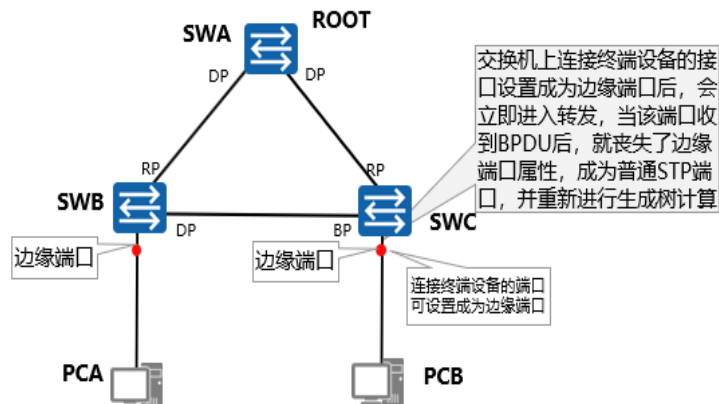 ROOT
SWA
DP
DP
交换机上连接终端设备的接
口设置成为边缘端口后，会
立即进入转发，当该端口收
到BPDU后，就丧失了边缘
端口属性，成为普通STP端
口，并重新进行生成树计算
RP
RP
SWB
SWC
DP
BP
边缘端口
边缘端口
连接终端设备的端口
可设置成为边缘端口
PCA
PCB